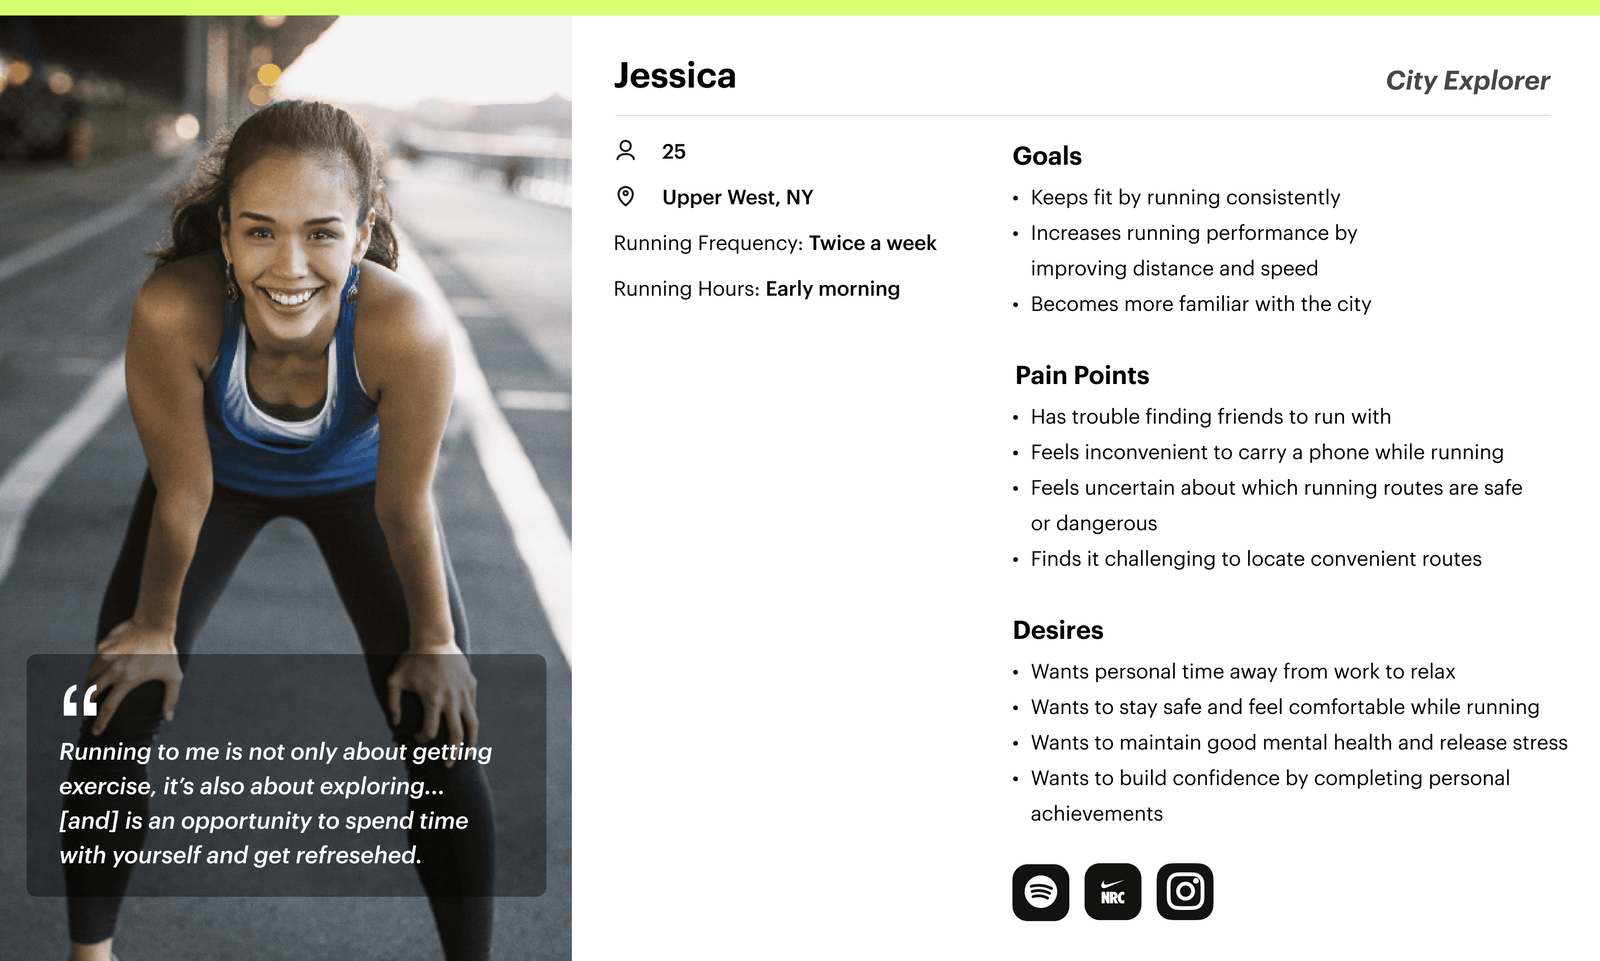 Jessica
City Explorer
25
Upper West, NY
Running Frequency: Twice a week
Running Hours: Early morning
Goals
• Keeps fit by running consistently
• Increases running performance by
improving distance and speed
• Becomes more familiar with the city
Pain Points
• Has trouble finding friends to run with
• Feels inconvenient to carry a phone while running
• Feels uncertain about which running routes are safe
or dangerous
• Finds it challenging to locate convenient routes
Desires
• Wants personal time away from work to relax
• Wants to stay safe and feel comfortable while running
• Wants to maintain good mental health and release stress
• Wants to build confidence by completing personal
achievements
NRC
“
Running to me is not only about getting
exercise, it’s also about exploring...
[and] is an opportunity to spend time
with yourself and get refresehed.